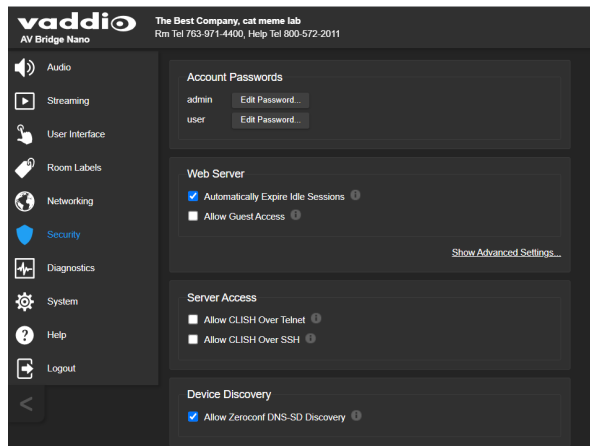 vaddio
AV Bridge Nano
The Best Company, cat meme lab
Rm Tel 763-971-4400, Help Tel 800-572-2011
Audio
Streaming
User Interface
Room Labels
Networking
Security
Diagnostics
System
Help
Logout
Account Passwords
admin Edit Password...
user Edit Password...
Web Server
Automatically Expire Idle Sessions
Allow Guest Access
Show Advanced Settings...
Server Access
Allow CLISH Over Telnet
Allow CLISH Over SSH
Device Discovery
Allow Zeroconf DNS-SD Discovery